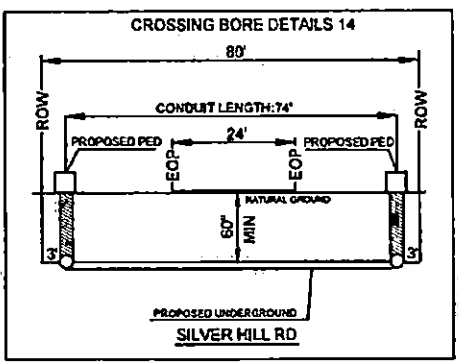 CROSSING BORE DETAILS 14
80'
ROW
ROW
CONDUIT LENGTH:74'
24'
PROPOSED PED
EOP
EOP
PROPOSED PED
NATURAL GROUND
60" MIN
3'
3'
PROPOSED UNDERGROUND
SILVER HILL RD